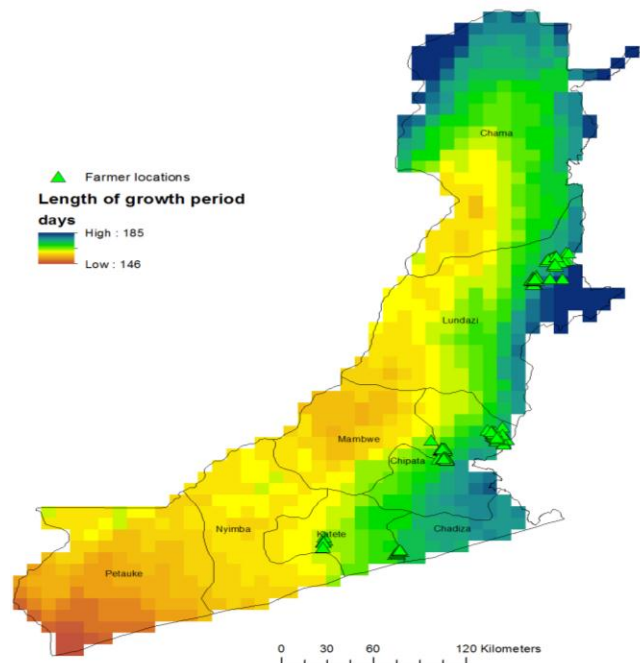 Chama
Farmer locations
Length of growth period
days
High : 185
Low : 146
Lundazi
Mambwe
Chipata
Nyimba
Katete
Chadiza
Petauke
0 30 60 120 Kilometers